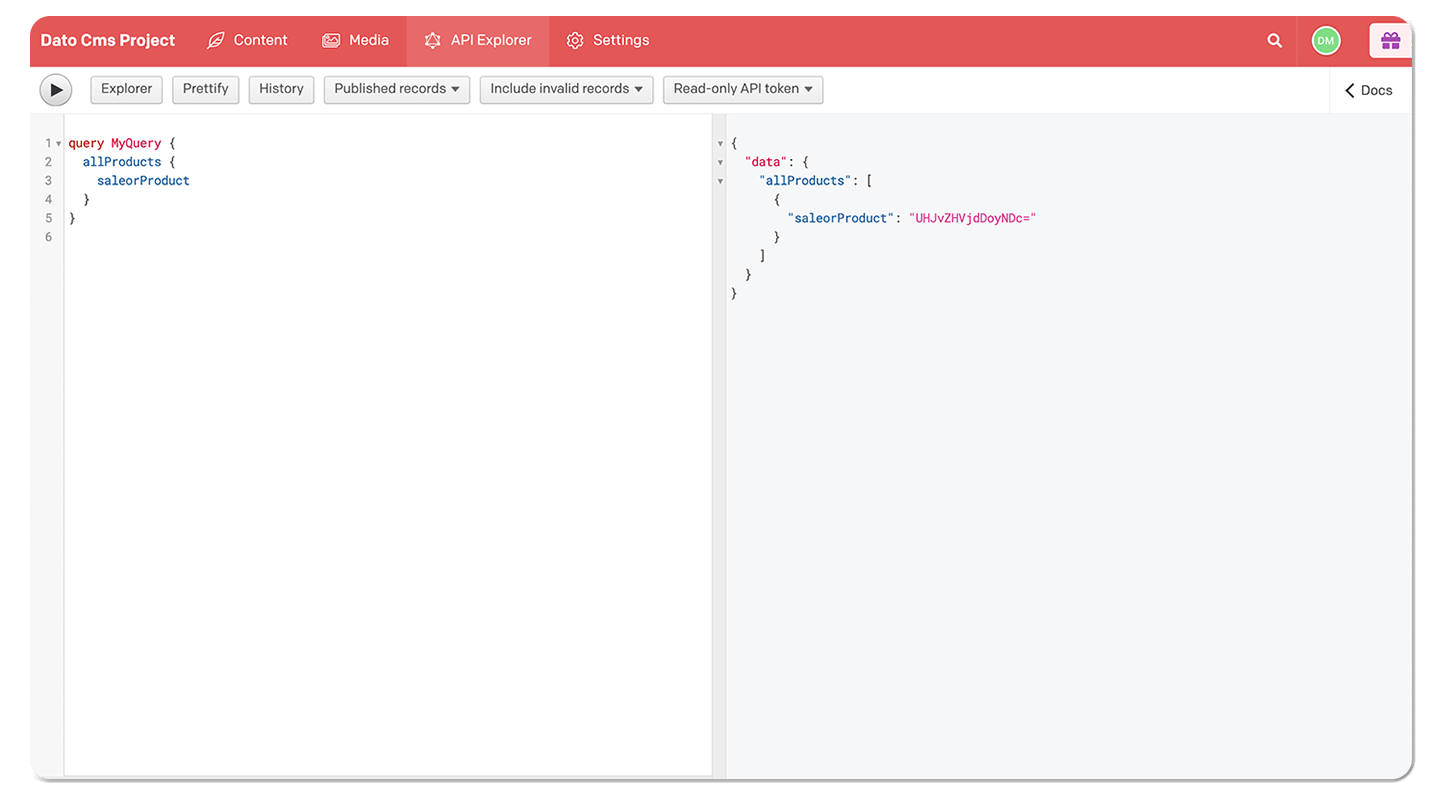 Dato Cms Project Content Media API Explorer Settings DM
Explorer Prettify History Published records Include invalid records Read-only API token Docs
1 query MyQuery {
2 allProducts {
3 saleorProduct
4 }
5 }
6
{
"data": {
"allProducts": [
{
"saleorProduct": "UHJvZHVjdDoyNDc="
}
]
}
}